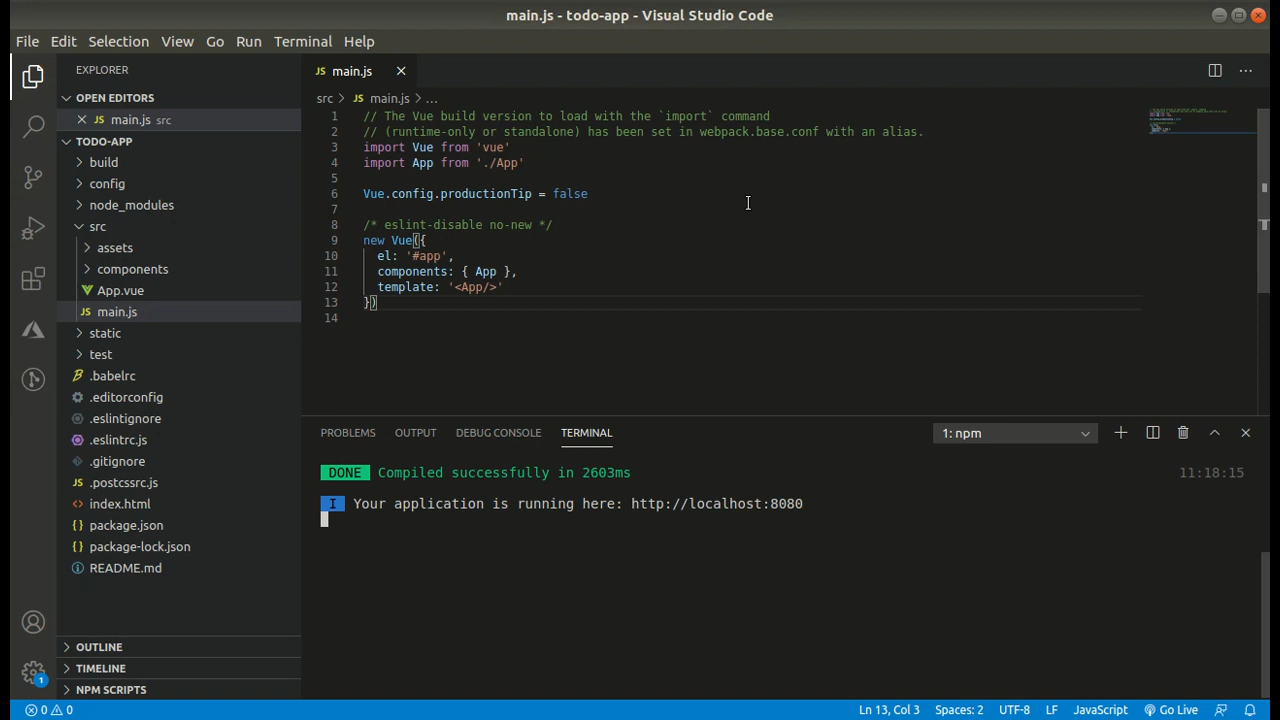 main.js - todo-app - Visual Studio Code
File Edit Selection View Go Run Terminal Help
EXPLORER
OPEN EDITORS
JS main.js src
TODO-APP
build
config
node_modules
src
assets
components
App.vue
JS main.js
static
test
.babelrc
.editorconfig
.eslintignore
.eslintrc.js
.gitignore
.postcssrc.js
index.html
package.json
package-lock.json
README.md
OUTLINE
TIMELINE
NPM SCRIPTS
1
JS main.js
src > JS main.js > ...
1 // The Vue build version to load with the `import` command
2 // (runtime-only or standalone) has been set in webpack.base.conf with an alias.
3 import Vue from 'vue'
4 import App from './App'
5
6 Vue.config.productionTip = false
7
8 /* eslint-disable no-new */
9 new Vue({
10 el: '#app',
11 components: { App },
12 template: '<App/>'
13 })
14
PROBLEMS OUTPUT DEBUG CONSOLE TERMINAL 1: npm
DONE Compiled successfully in 2603ms 11:18:15
I Your application is running here: http://localhost:8080
0 0 Ln 13, Col 3 Spaces: 2 UTF-8 LF JavaScript Go Live